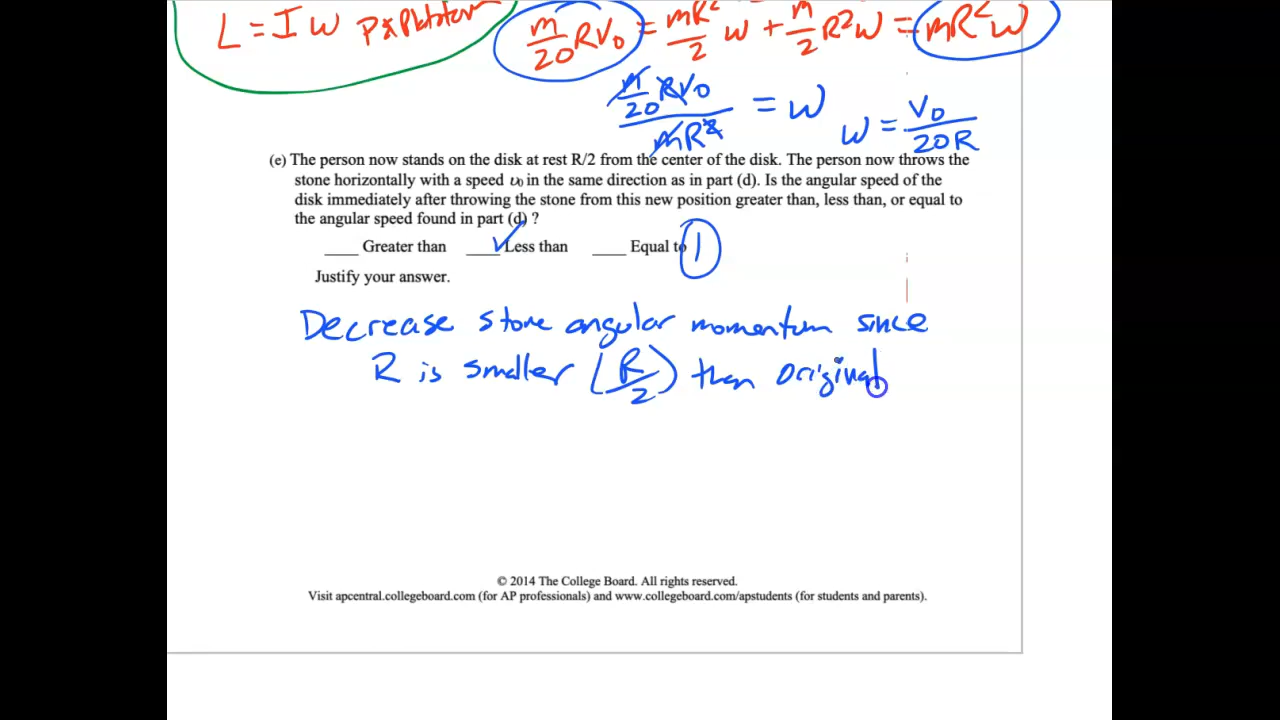 L = I ω P&Platform m/20 RV₀ = mR²/2 ω + m/2 R²ω = mR²ω
m/20 RV₀ / mR² = ω ω = V₀/20R
(e) The person now stands on the disk at rest R/2 from the center of the disk. The person now throws the
stone horizontally with a speed υ₀ in the same direction as in part (d). Is the angular speed of the
disk immediately after throwing the stone from this new position greater than, less than, or equal to
the angular speed found in part (d) ?
____ Greater than ____ ✓ Less than ____ Equal to 1
Justify your answer.
Decrease stone angular momentum since
R is smaller (R/2) then original
© 2014 The College Board. All rights reserved.
Visit apcentral.collegeboard.com (for AP professionals) and www.collegeboard.com/apstudents (for students and parents).